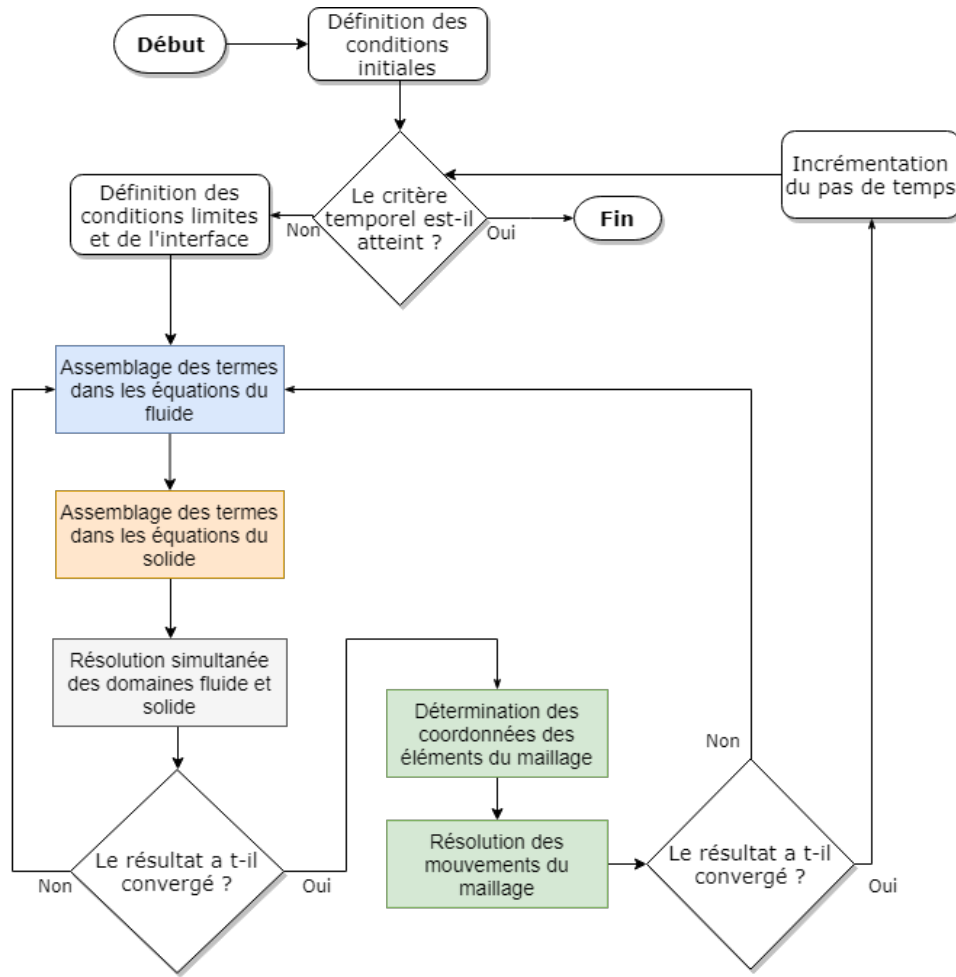 Début
Définition des
conditions
initiales
Le critère
temporel est-il
atteint ?
Non
Oui
Fin
Incrémentation
du pas de temps
Définition des
conditions limites
et de l'interface
Assemblage des termes
dans les équations du
fluide
Assemblage des termes
dans les équations du
solide
Résolution simultanée
des domaines fluide et
solide
Le résultat a t-il
convergé ?
Non
Oui
Détermination des
coordonnées des
éléments du maillage
Résolution des
mouvements du
maillage
Le résultat a t-il
convergé ?
Non
Oui